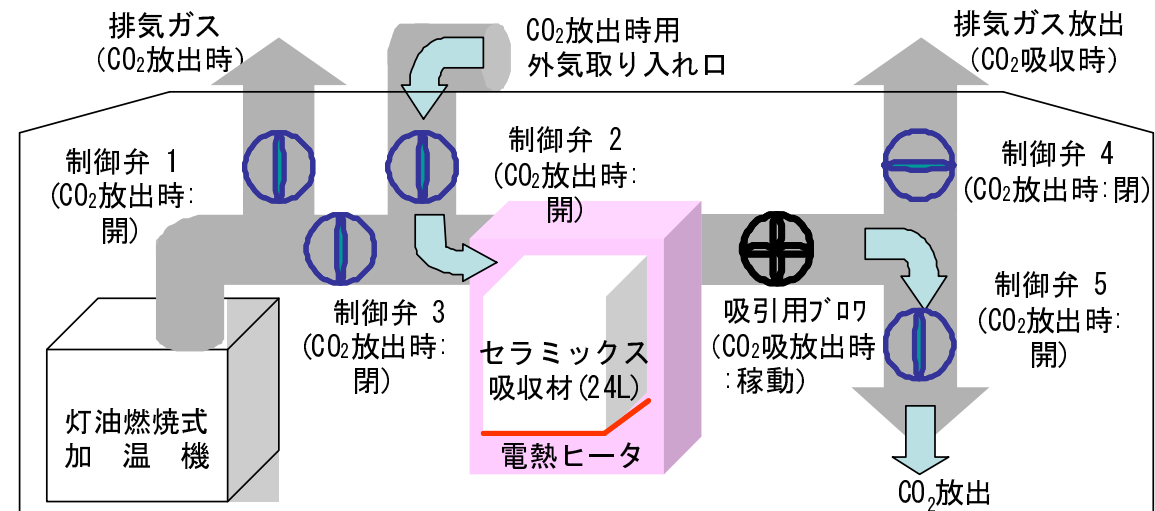 排気ガス
(CO₂放出時)
CO₂放出時用
外気取り入れ口
排気ガス放出
(CO₂吸収時)
制御弁 1
(CO₂放出時:
開)
制御弁 2
(CO₂放出時:
開)
制御弁 4
(CO₂放出時:閉)
制御弁 3
(CO₂放出時:
閉)
吸引用ブロワ
(CO₂吸放出時
:稼動)
制御弁 5
(CO₂放出時:
開)
セラミックス
吸収材(24L)
電熱ヒータ
灯油燃焼式
加 温 機
CO₂放出